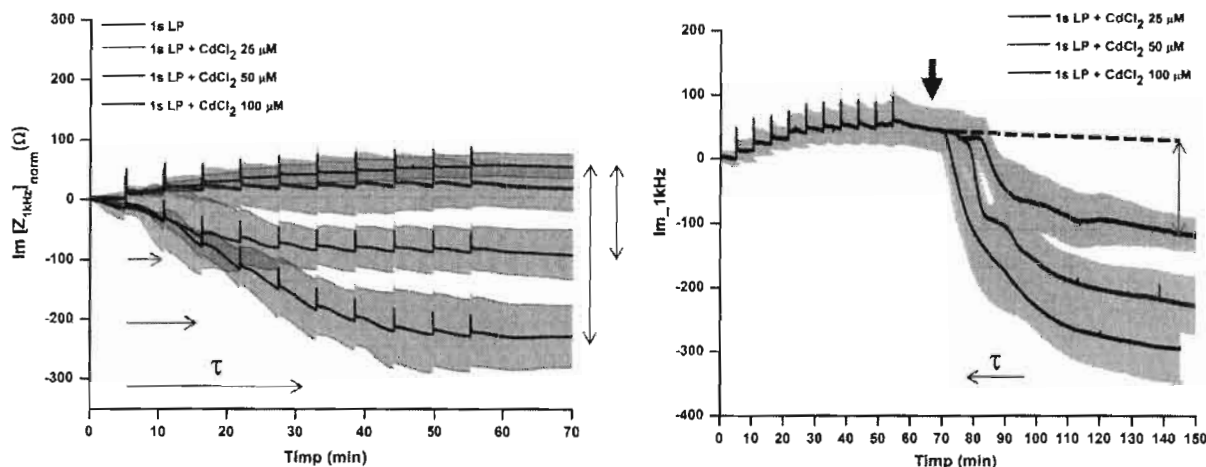 300
200
100
0
-100
-200
-300
Im [Z1kHz]norm (Ω)
1s LP
1s LP + CdCl2 25 µM
1s LP + CdCl2 50 µM
1s LP + CdCl2 100 µM
τ
0 10 20 30 40 50 60 70
Timp (min)
200
100
0
-100
-200
-300
-400
Im_1kHz
1s LP + CdCl2 25 µM
1s LP + CdCl2 50 µM
1s LP + CdCl2 100 µM
τ
0 10 20 30 40 50 60 70 80 90 100 110 120 130 140 150
Timp (min)